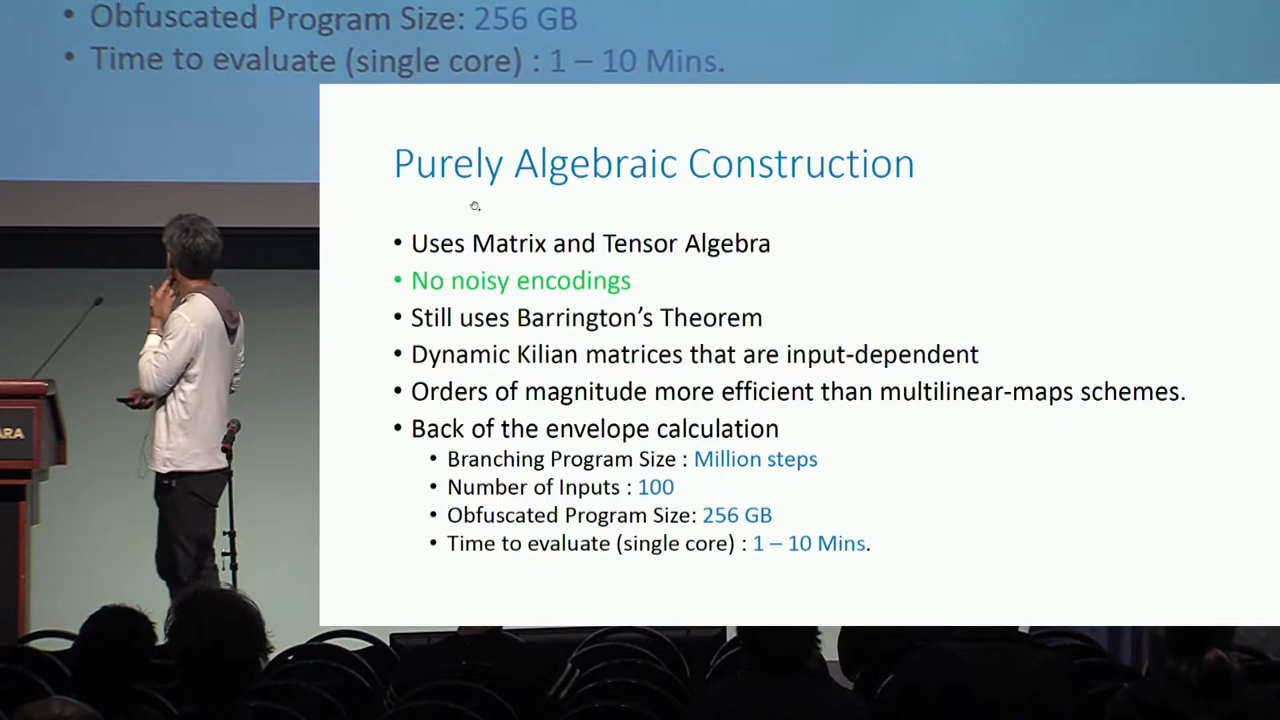 • Obfuscated Program Size: 256 GB
• Time to evaluate (single core) : 1 – 10 Mins.
Purely Algebraic Construction
• Uses Matrix and Tensor Algebra
• No noisy encodings
• Still uses Barrington’s Theorem
• Dynamic Kilian matrices that are input-dependent
• Orders of magnitude more efficient than multilinear-maps schemes.
• Back of the envelope calculation
• Branching Program Size : Million steps
• Number of Inputs : 100
• Obfuscated Program Size: 256 GB
• Time to evaluate (single core) : 1 – 10 Mins.
ARA